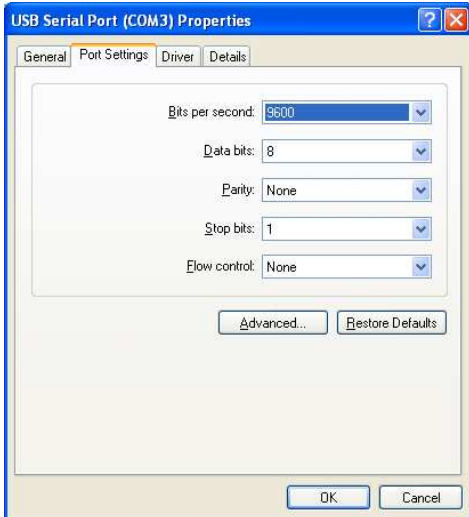 USB Serial Port (COM3) Properties
General Port Settings Driver Details
Bits per second: 9600
Data bits: 8
Parity: None
Stop bits: 1
Flow control: None
Advanced... Restore Defaults
OK Cancel